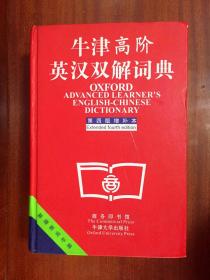 牛津高阶
英汉双解词典
OXFORD
ADVANCED LEARNER'S
ENGLISH-CHINESE
DICTIONARY
第四版增补本
Extended fourth edition
商务印书馆
The Commercial Press
牛津大学出版社
Oxford University Press